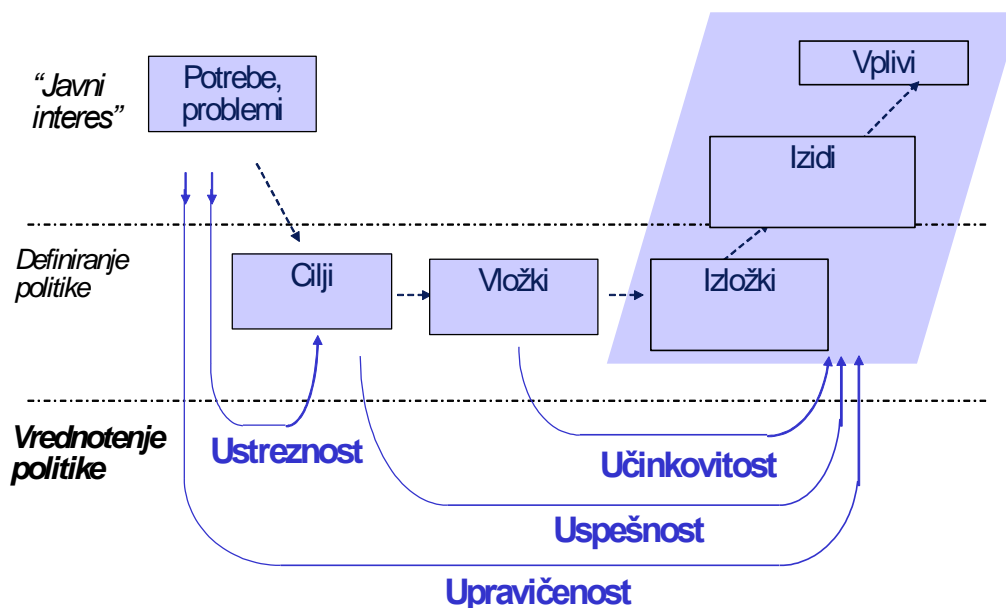 “Javni
interes”
Potrebe,
problemi
Vplivi
Izidi
Definiranje
politike
Cilji
Vložki
Izložki
Vrednotenje
politike
Ustreznost
Učinkovitost
Uspešnost
Upravičenost